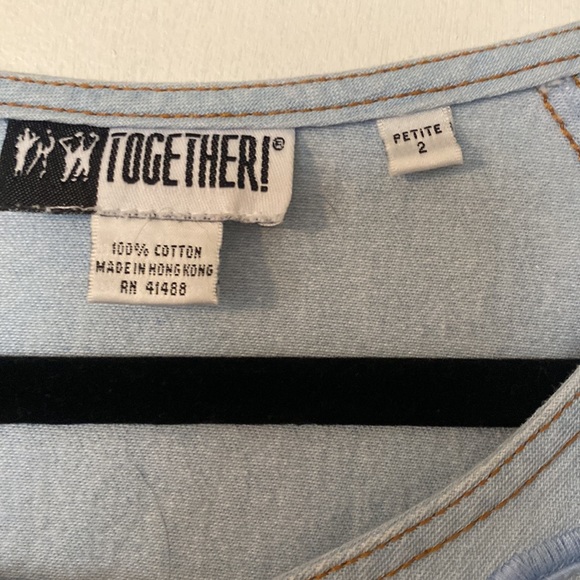 TOGETHER!®
PETITE
2
100% COTTON
MADE IN HONG KONG
RN 41488